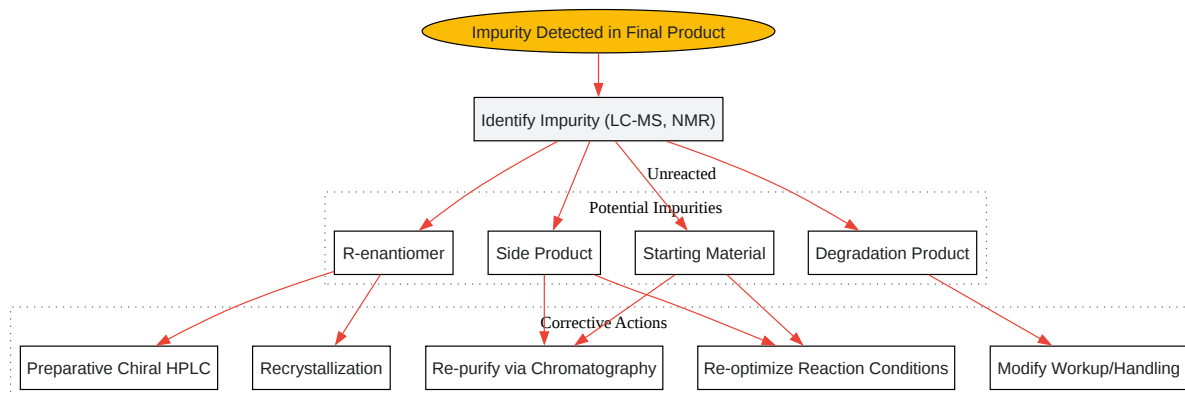 Impurity Detected in Final Product
Identify Impurity (LC-MS, NMR)
Unreacted
Potential Impurities
R-enantiomer
Side Product
Starting Material
Degradation Product
Corrective Actions
Preparative Chiral HPLC
Recrystallization
Re-purify via Chromatography
Re-optimize Reaction Conditions
Modify Workup/Handling